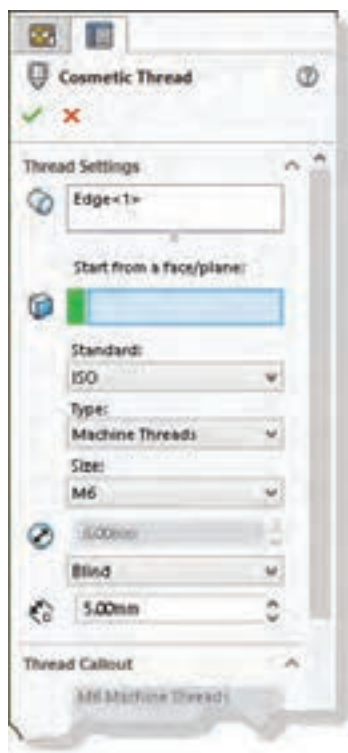 Cosmetic Thread
Thread Settings
Edge<1>
Start from a face/plane:
Standard:
ISO
Type:
Machine Threads
Size:
M6
Blind
5.00mm
Thread Callout
M6 Machine Threads